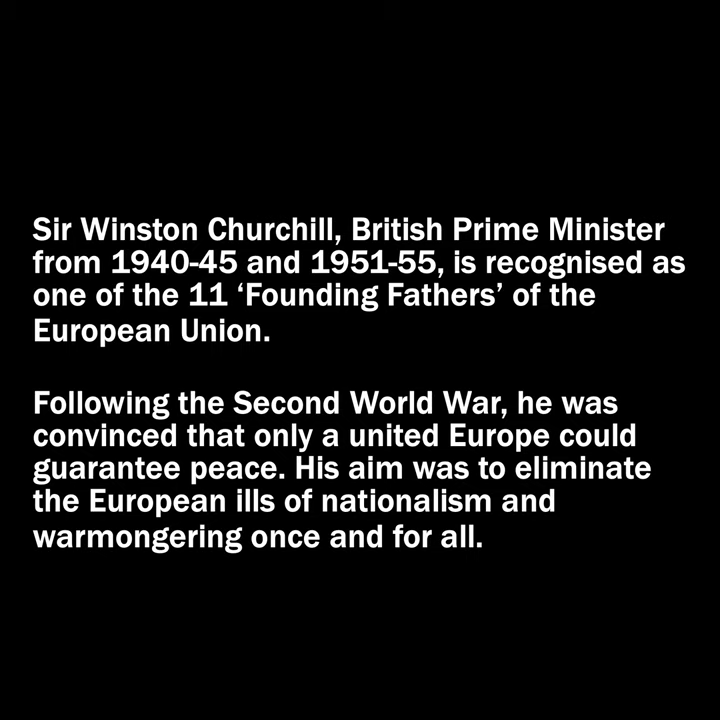 Sir Winston Churchill, British Prime Minister
from 1940-45 and 1951-55, is recognised as
one of the 11 ‘Founding Fathers’ of the
European Union.
Following the Second World War, he was
convinced that only a united Europe could
guarantee peace. His aim was to eliminate
the European ills of nationalism and
warmongering once and for all.